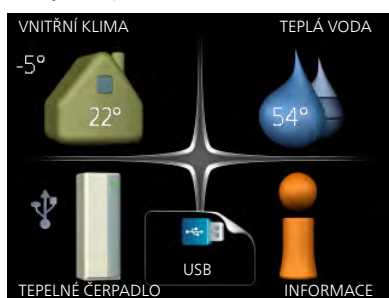 VNITŘNÍ KLIMA
TEPLÁ VODA
-5°
22°
54°
USB
TEPELNÉ ČERPADLO
INFORMACE